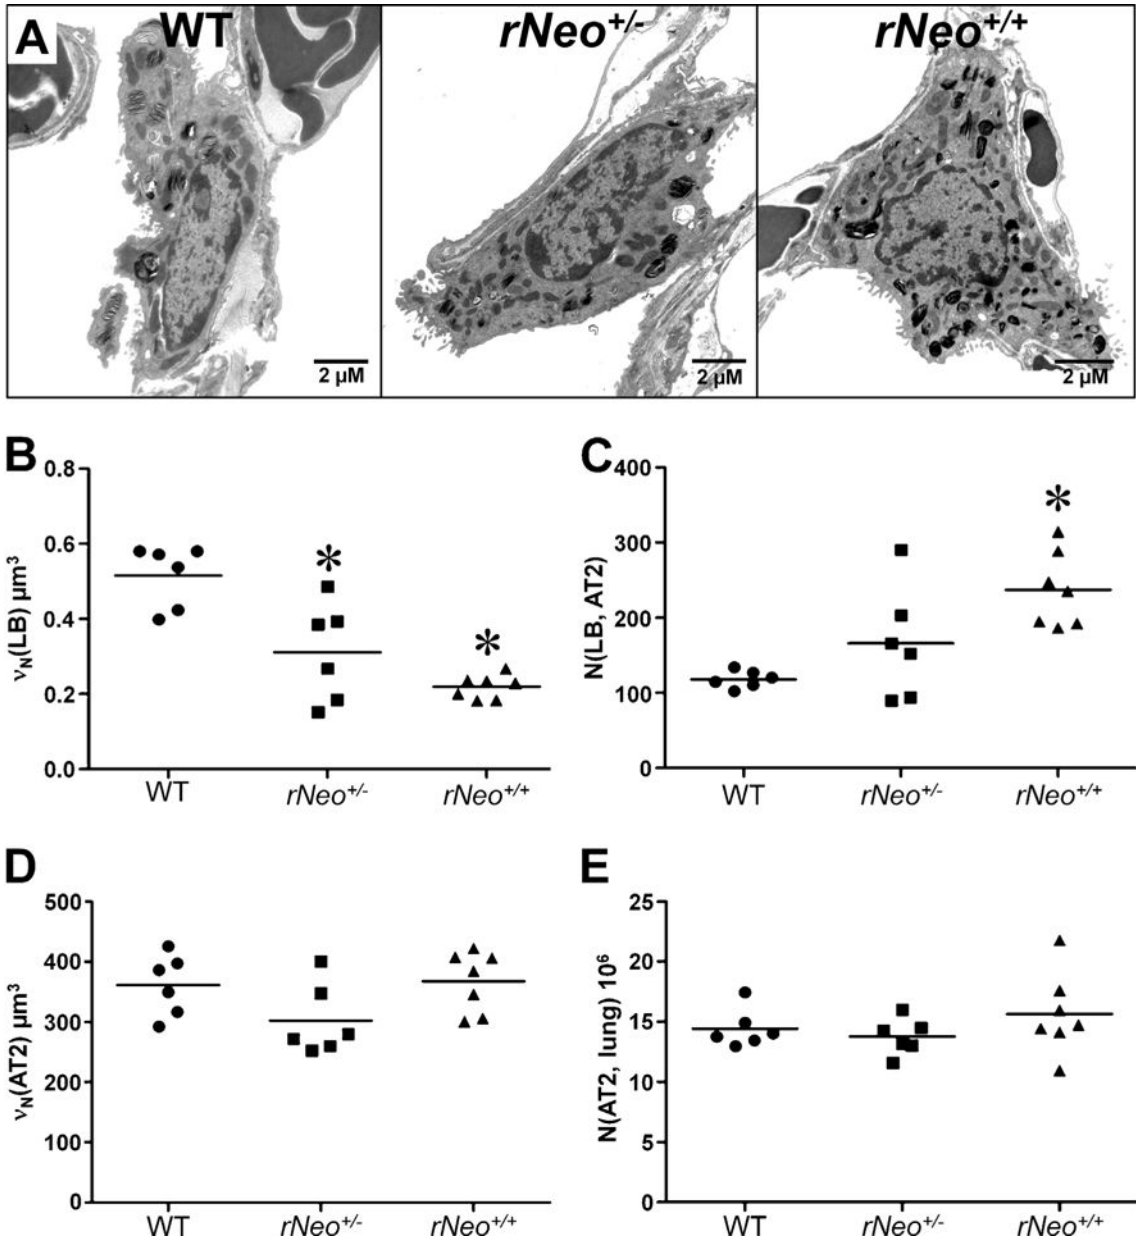 A WT rNeo+/- rNeo+/+
2 µM 2 µM 2 µM
B
νN(LB) µm³
0.8
0.6
0.4
0.2
0.0
*
*
WT rNeo+/- rNeo+/+
C
N(LB, AT2)
400
300
200
100
0
*
WT rNeo+/- rNeo+/+
D
νN(AT2) µm³
500
400
300
200
100
0
WT rNeo+/- rNeo+/+
E
N(AT2, lung) 10⁶
25
20
15
10
5
0
WT rNeo+/- rNeo+/+